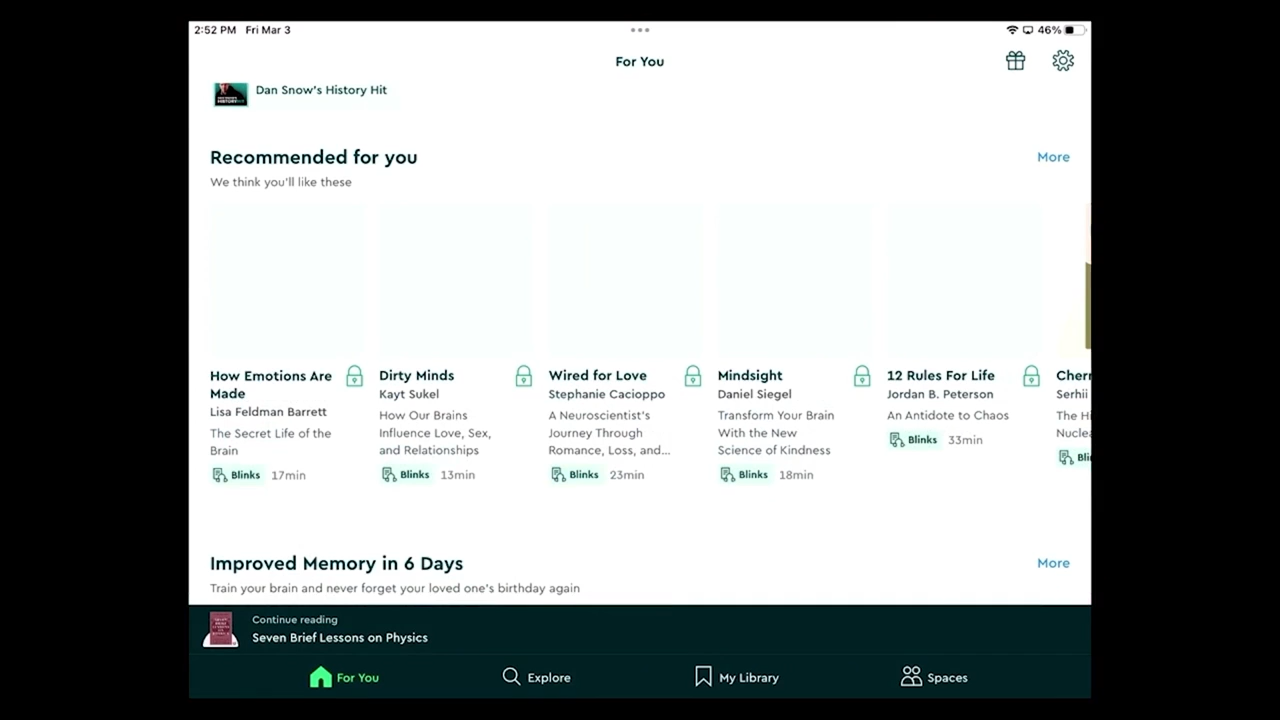 2:52 PM Fri Mar 3
46%
For You
Dan Snow's History Hit
Recommended for you
More
We think you'll like these
How Emotions Are
Made
Lisa Feldman Barrett
The Secret Life of the
Brain
Blinks 17min
Dirty Minds
Kayt Sukel
How Our Brains
Influence Love, Sex,
and Relationships
Blinks 13min
Wired for Love
Stephanie Cacioppo
A Neuroscientist's
Journey Through
Romance, Loss, and...
Blinks 23min
Mindsight
Daniel Siegel
Transform Your Brain
With the New
Science of Kindness
Blinks 18min
12 Rules For Life
Jordan B. Peterson
An Antidote to Chaos
Blinks 33min
Cherr
Serhii
The Hi
Nuclea
Bli
Improved Memory in 6 Days
More
Train your brain and never forget your loved one's birthday again
Continue reading
Seven Brief Lessons on Physics
For You
Explore
My Library
Spaces